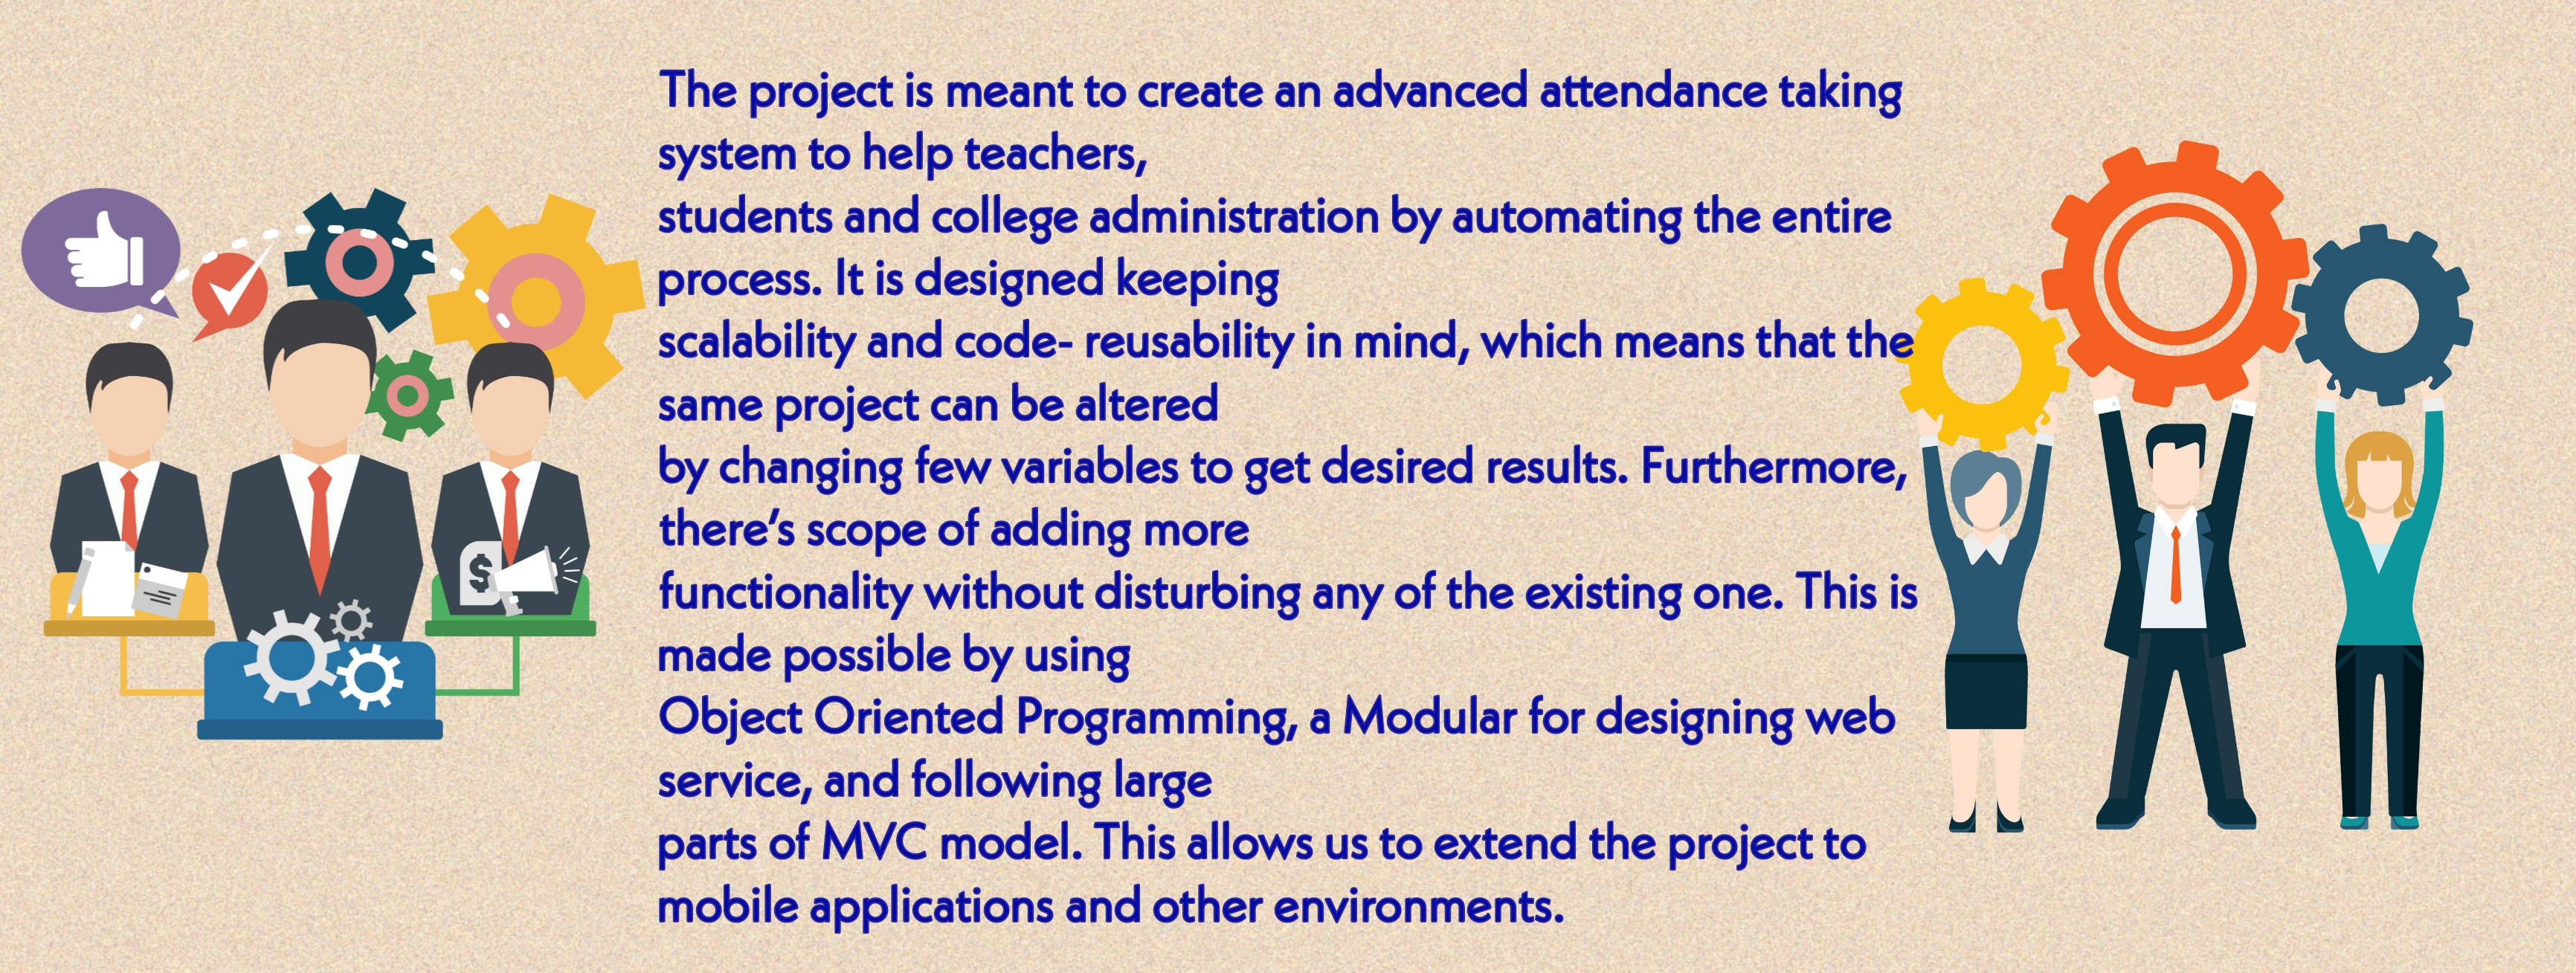 The project is meant to create an advanced attendance taking
system to help teachers,
students and college administration by automating the entire
process. It is designed keeping
scalability and code- reusability in mind, which means that the
same project can be altered
by changing few variables to get desired results. Furthermore,
there’s scope of adding more
functionality without disturbing any of the existing one. This is
made possible by using
Object Oriented Programming, a Modular for designing web
service, and following large
parts of MVC model. This allows us to extend the project to
mobile applications and other environments.
$